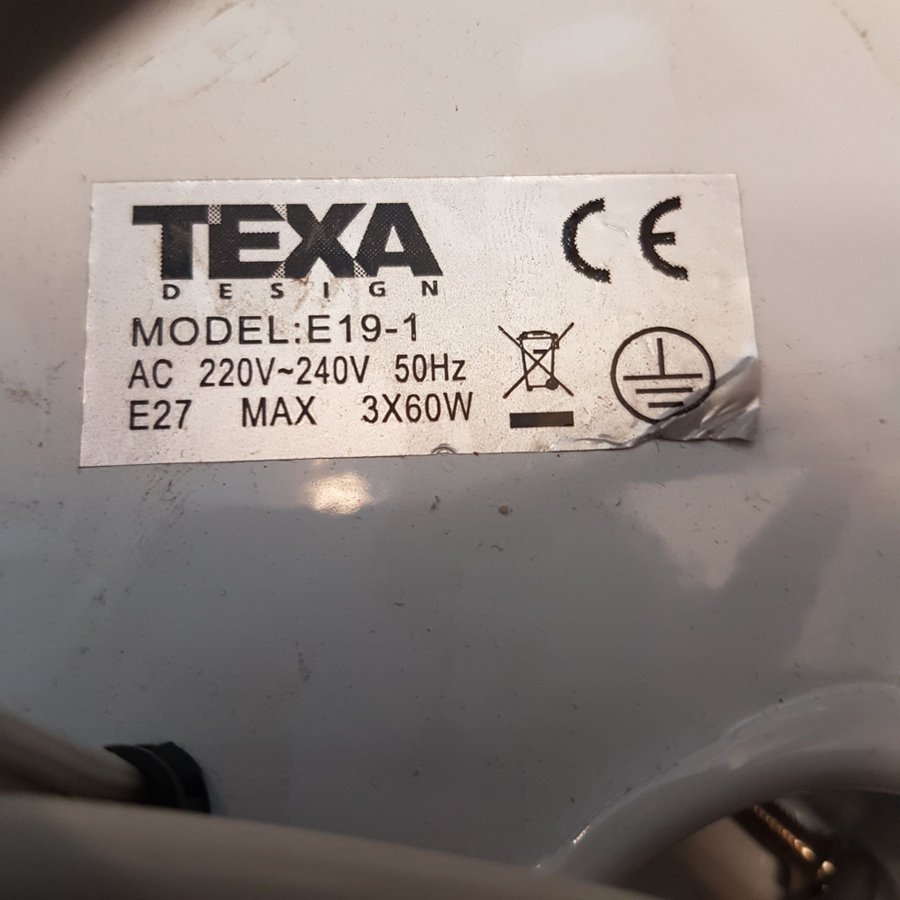 TEXA
DESIGN
CE
MODEL:E19-1
AC 220V~240V 50Hz
E27 MAX 3X60W